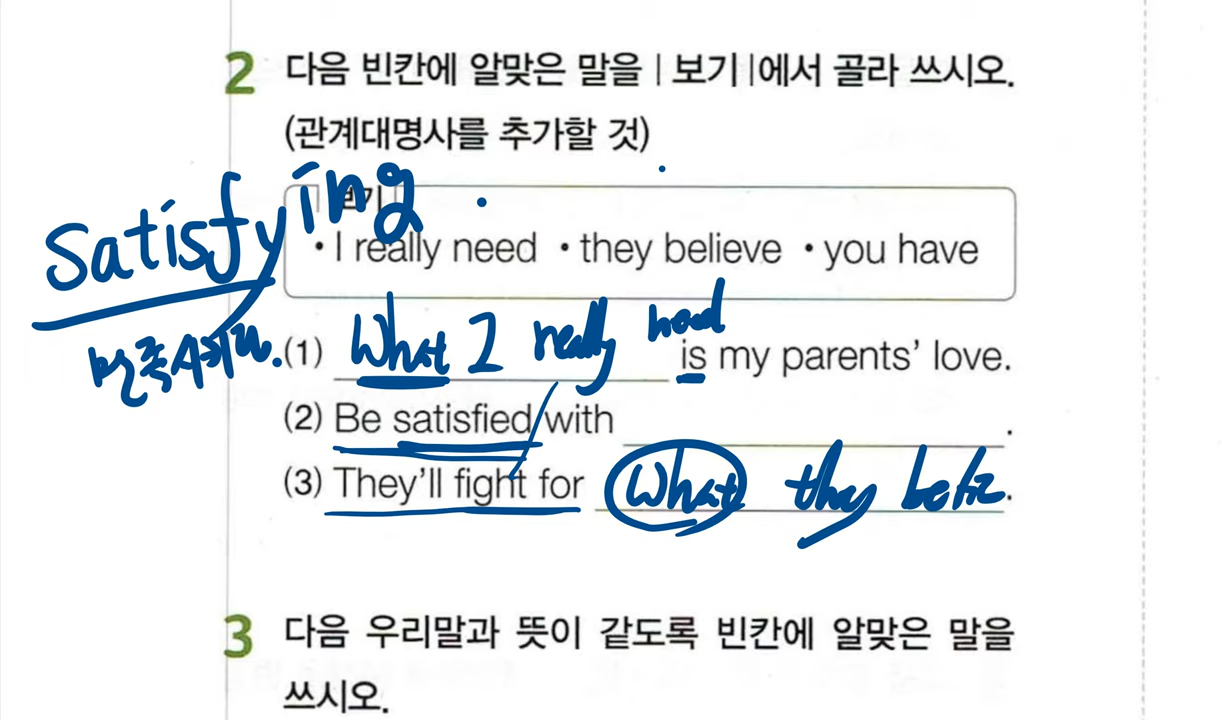 2 다음 빈칸에 알맞은 말을 |보기|에서 골라 쓰시오.
(관계대명사를 추가할 것)
보기
• I really need • they believe • you have
Satisfying
(1) What I really need is my parents' love.
(2) Be satisfied with .
(3) They'll fight for What they .
3 다음 우리말과 뜻이 같도록 빈칸에 알맞은 말을
쓰시오.